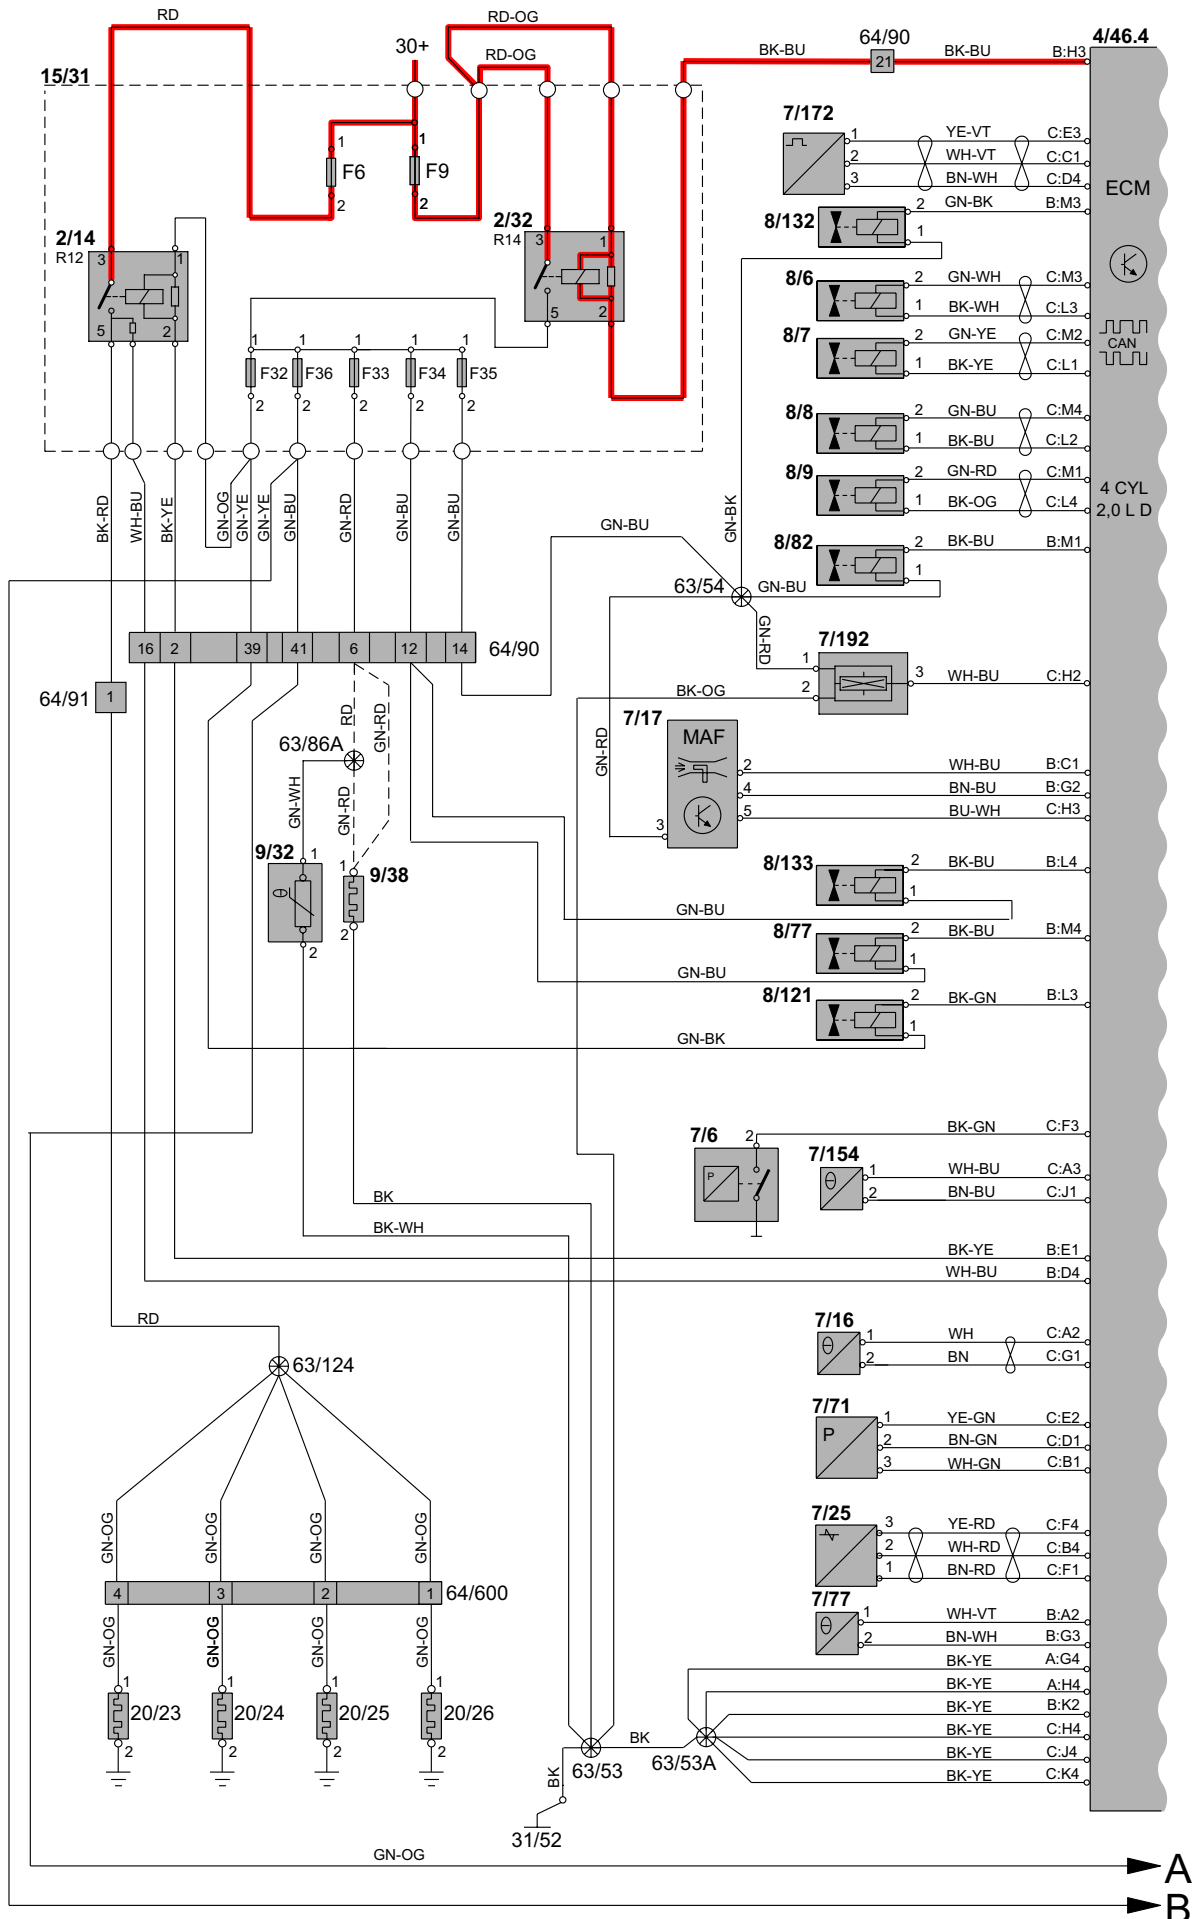 RD
RD-OG
30+
RD-OG
BK-BU
64/90
21
BK-BU
B:H3
4/46.4
15/31
1
F6
2
1
F9
2
2/14
R12
3
1
5
2
2/32
R14
3
1
5
2
7/172
1
YE-VT
C:E3
2
WH-VT
C:C1
3
BN-WH
C:D4
ECM
8/132
2
GN-BK
B:M3
1
8/6
2
GN-WH
C:M3
1
BK-WH
C:L3
8/7
2
GN-YE
C:M2
1
BK-YE
C:L1
CAN
8/8
2
GN-BU
C:M4
1
BK-BU
C:L2
8/9
2
GN-RD
C:M1
1
BK-OG
C:L4
4 CYL
2,0 L D
8/82
2
BK-BU
B:M1
1
GN-BU
1
1
1
1
1
F32
F36
F33
F34
F35
2
2
2
2
2
BK-RD
WH-BU
BK-YE
GN-OG
GN-YE
GN-YE
GN-BU
GN-RD
GN-BU
GN-BU
GN-BU
GN-BK
63/54
GN-RD
16
2
39
41
6
12
14
64/90
64/91
1
7/192
1
2
3
WH-BU
C:H2
BK-OG
7/17
MAF
GN-RD
3
2
WH-BU
B:C1
4
BN-BU
B:G2
5
BU-WH
C:H3
RD
GN-RD
63/86A
GN-WH
GN-RD
9/32
1
2
1
9/38
2
8/133
2
BK-BU
B:L4
1
GN-BU
8/77
2
BK-BU
B:M4
1
GN-BU
8/121
2
BK-GN
B:L3
1
GN-BK
7/6
2
BK-GN
C:F3
P
7/154
1
WH-BU
C:A3
2
BN-BU
C:J1
BK
BK-WH
BK-YE
B:E1
WH-BU
B:D4
RD
63/124
7/16
1
WH
C:A2
2
BN
C:G1
7/71
P
1
YE-GN
C:E2
2
BN-GN
C:D1
3
WH-GN
C:B1
7/25
3
YE-RD
C:F4
2
WH-RD
C:B4
1
BN-RD
C:F1
GN-OG
GN-OG
GN-OG
GN-OG
4
3
2
1
64/600
GN-OG
GN-OG
GN-OG
GN-OG
7/77
1
WH-VT
B:A2
2
BN-WH
B:G3
BK-YE
A:G4
BK-YE
A:H4
BK-YE
B:K2
BK-YE
C:H4
BK-YE
C:J4
BK-YE
C:K4
1
20/23
2
1
20/24
2
1
20/25
2
1
20/26
2
BK
63/53
63/53A
BK
31/52
GN-OG
A
B